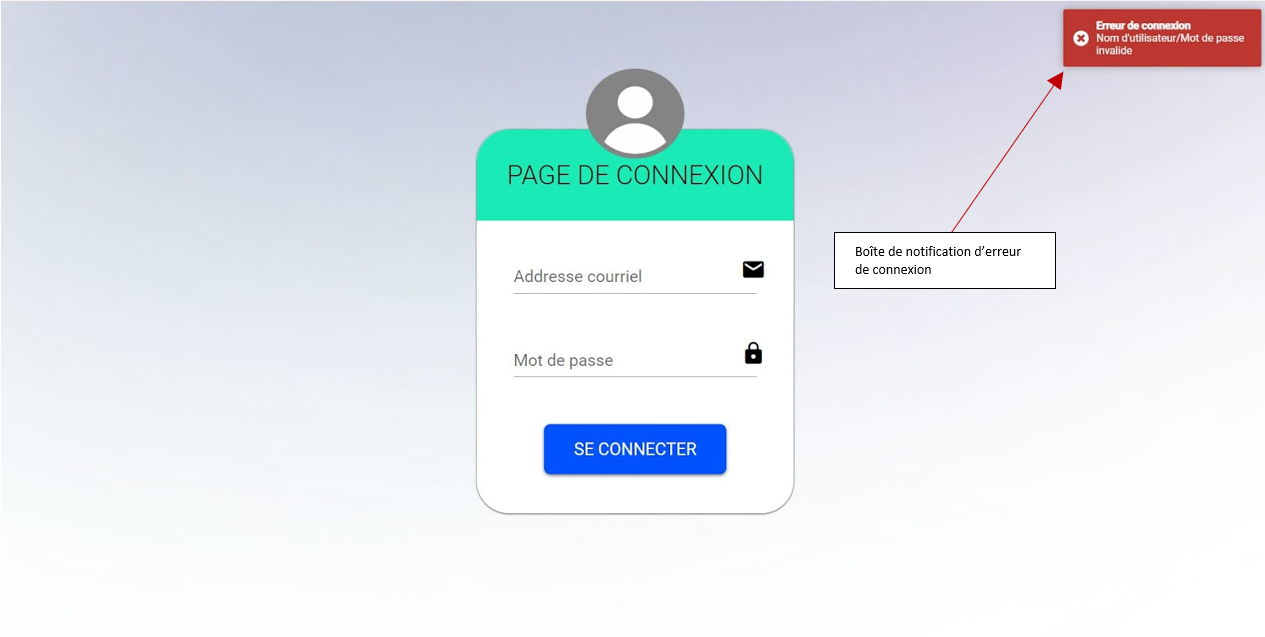 Erreur de connexion
Nom d'utilisateur/Mot de passe
invalide
PAGE DE CONNEXION
Boîte de notification d’erreur
de connexion
Addresse courriel
Mot de passe
SE CONNECTER